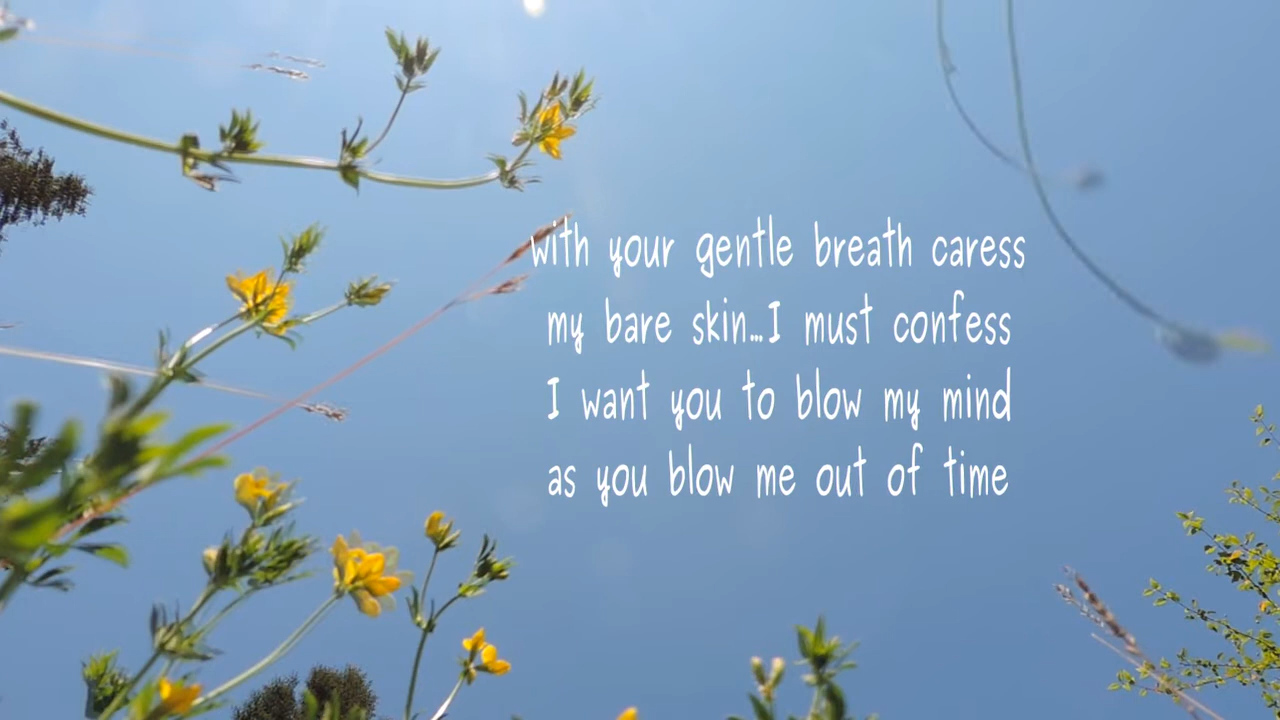 with your gentle breath caress
my bare skin...I must confess
I want you to blow my mind
as you blow me out of time